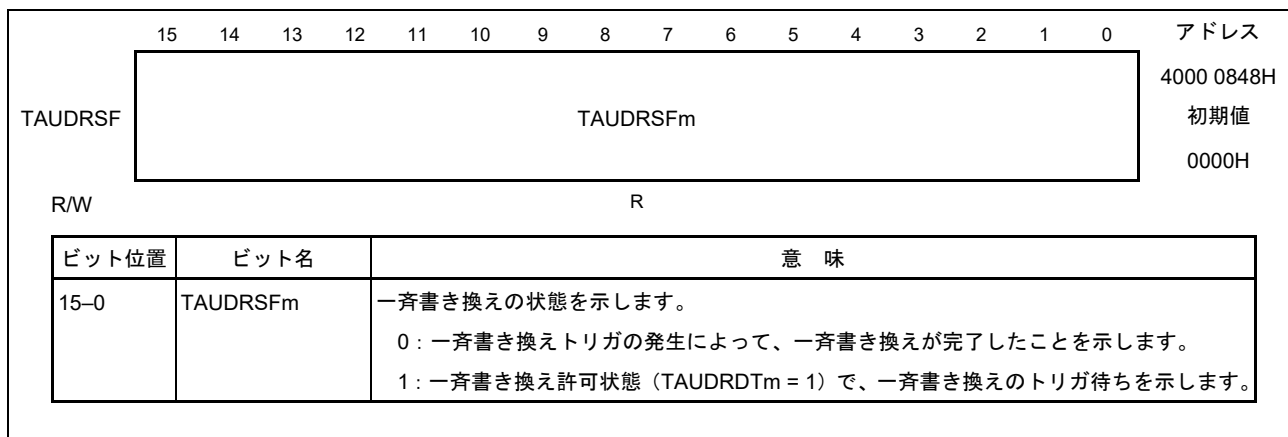 15 14 13 12 11 10 9 8 7 6 5 4 3 2 1 0 アドレス
4000 0848H
TAUDRSF TAUDRSFm 初期値
0000H
R/W R
ビット位置 ビット名 意 味
15–0 TAUDRSFm 一斉書き換えの状態を示します。
0：一斉書き換えトリガの発生によって、一斉書き換えが完了したことを示します。
1：一斉書き換え許可状態（TAUDRDTm = 1）で、一斉書き換えのトリガ待ちを示します。